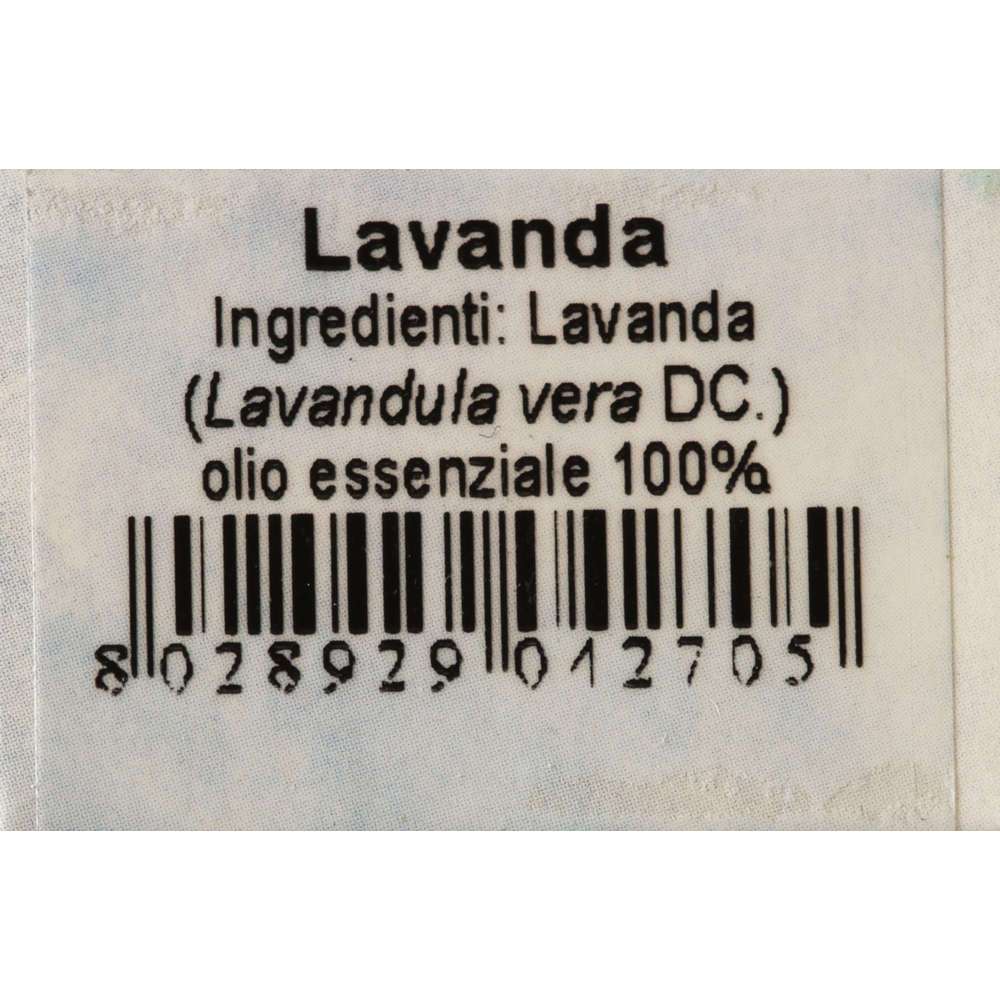 Lavanda
Ingredienti: Lavanda
(Lavandula vera DC.)
olio essenziale 100%
8 028929 012705